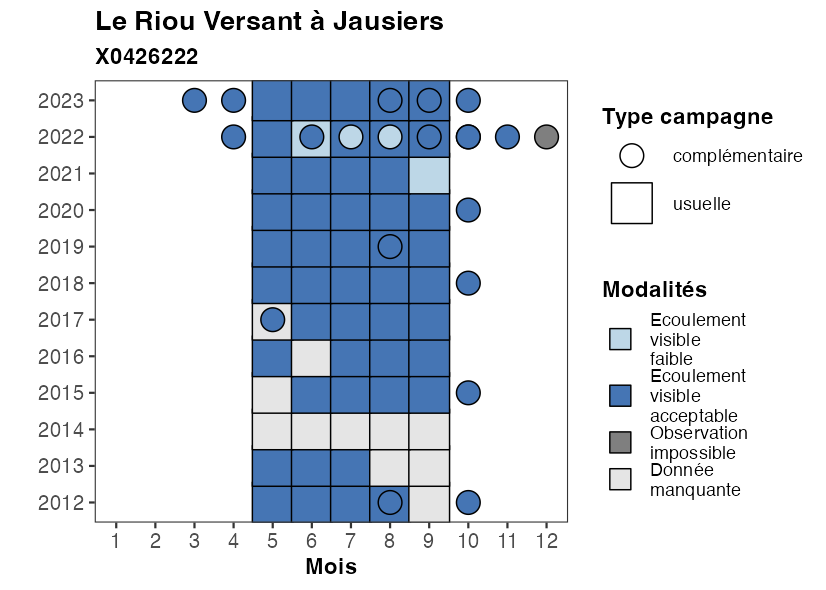 Le Riou Versant à Jausiers
X0426222
2023
2022
2021
2020
2019
2018
2017
2016
2015
2014
2013
2012
1 2 3 4 5 6 7 8 9 10 11 12
Mois
Type campagne
complémentaire
usuelle
Modalités
Ecoulement
visible
faible
Ecoulement
visible
acceptable
Observation
impossible
Donnée
manquante